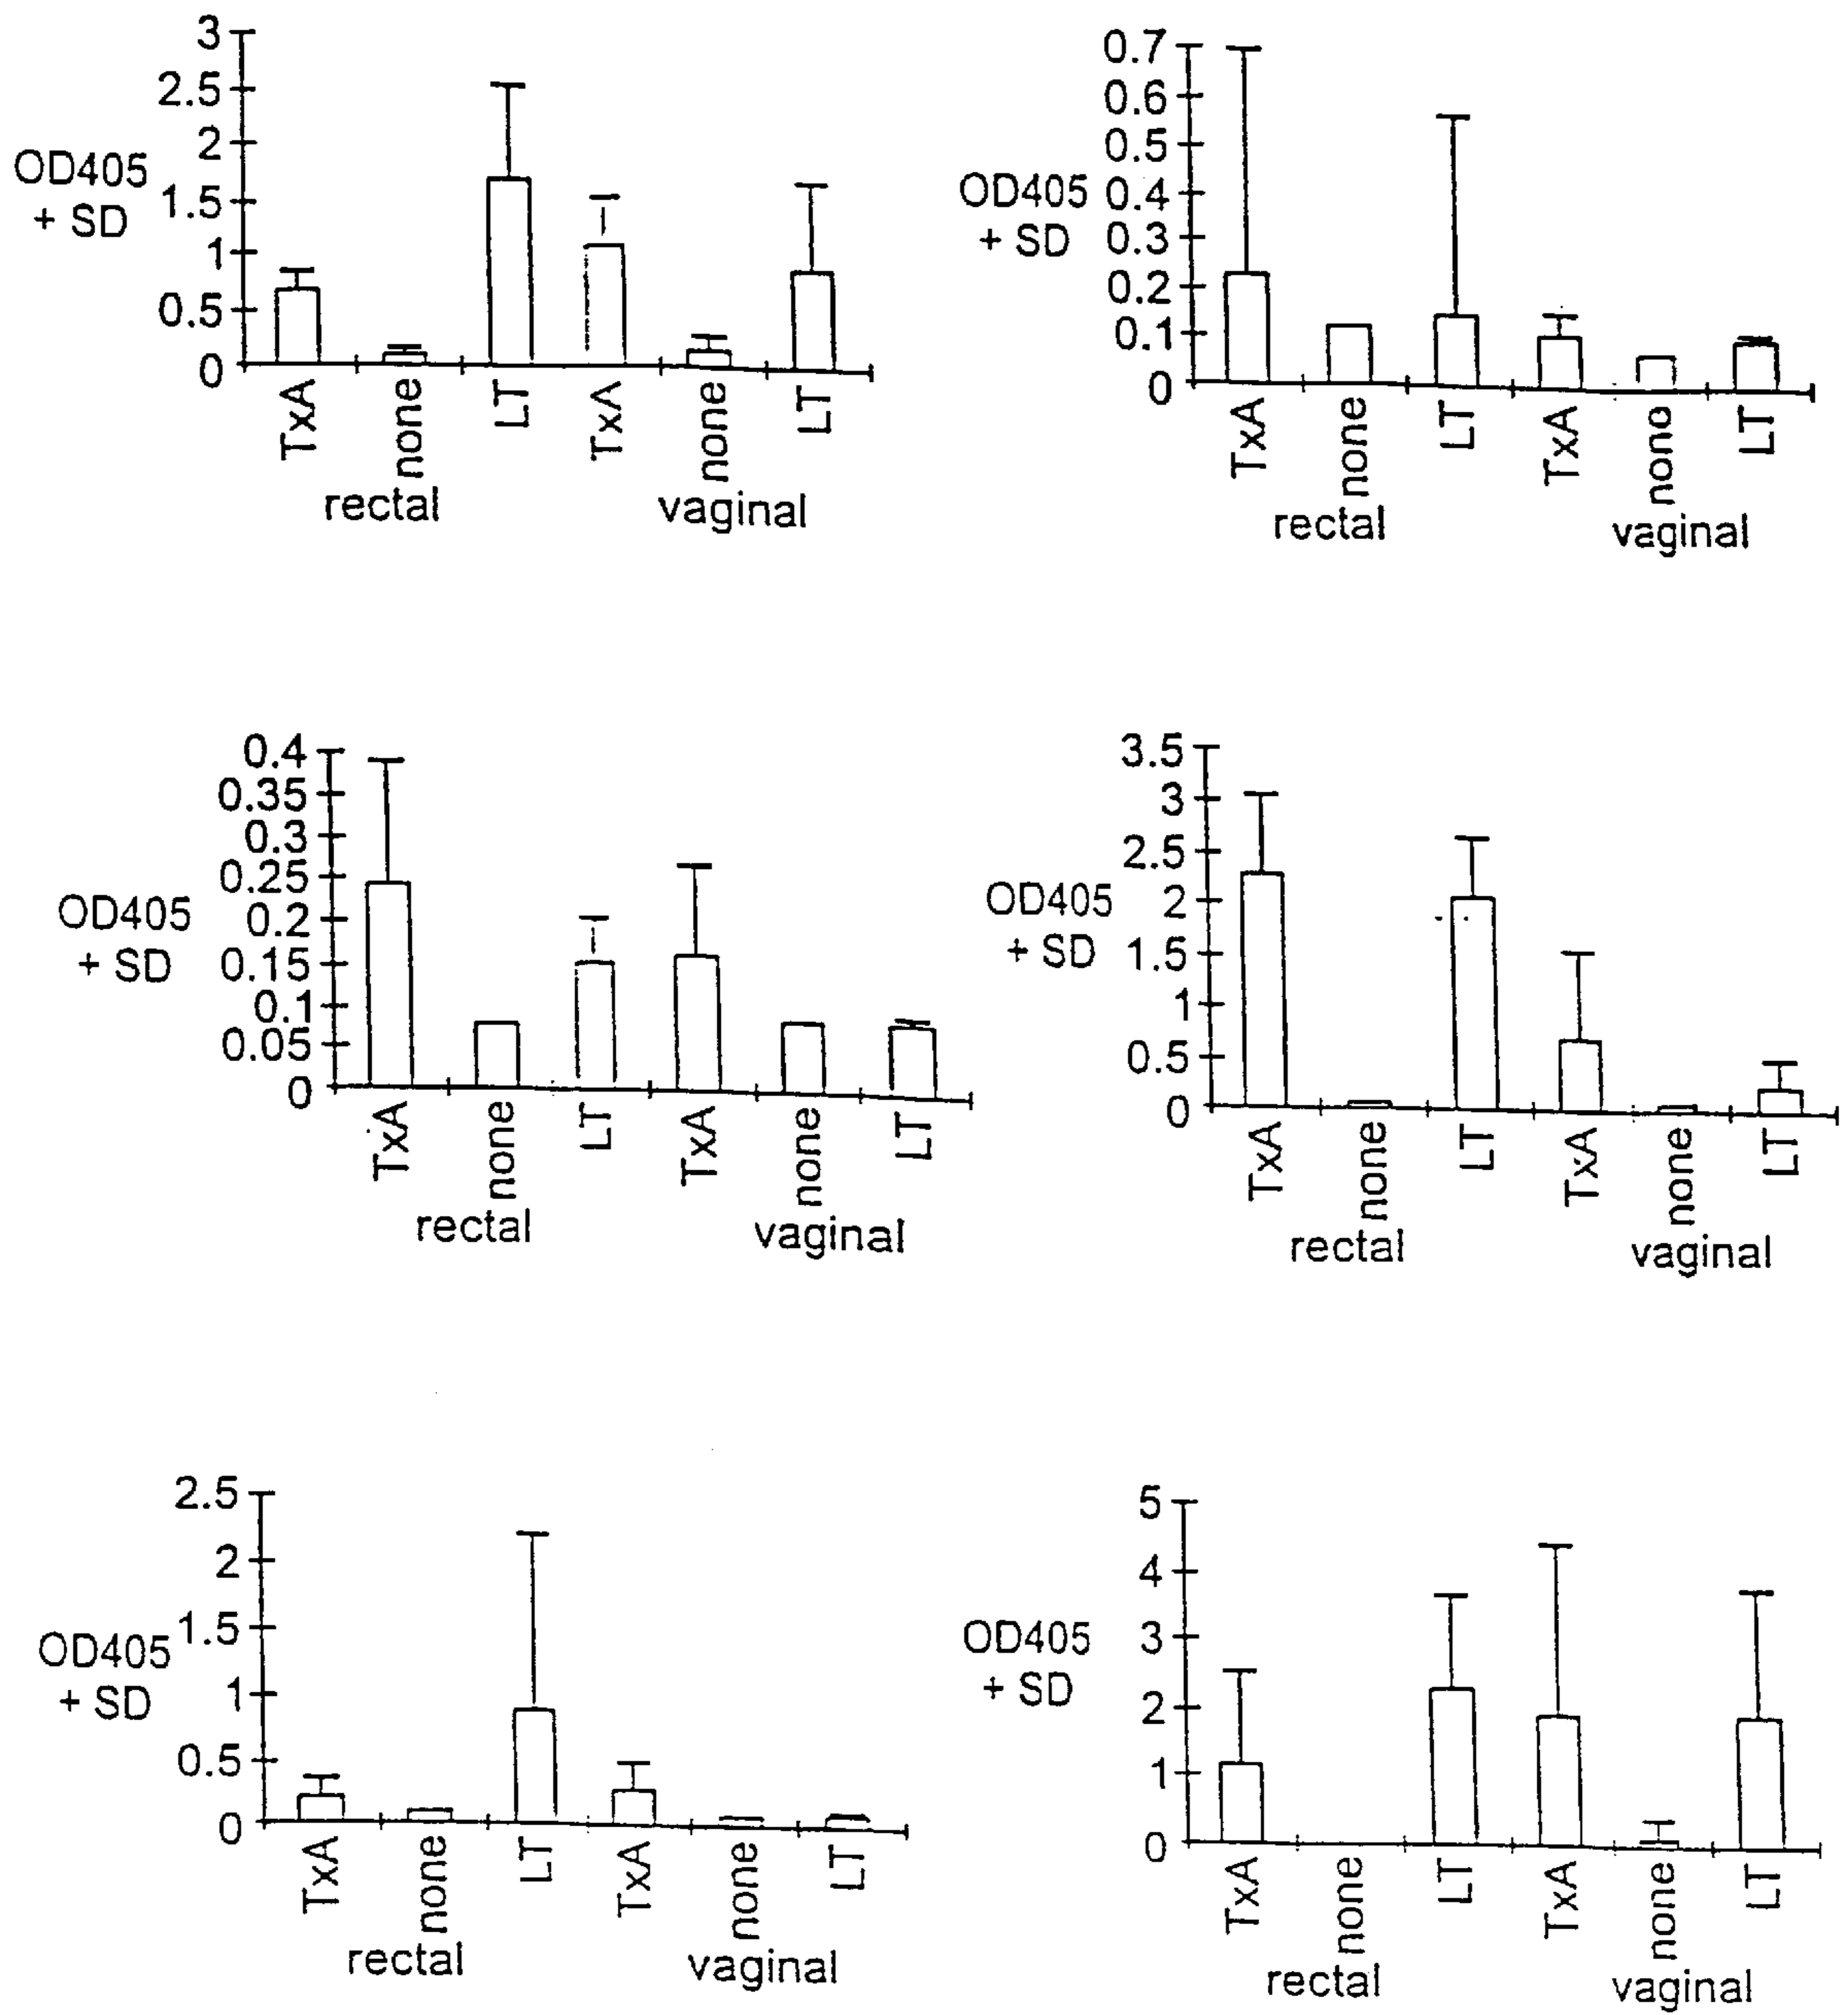 3
2.5
2
1.5
1
0.5
0
OD405
+ SD
TxA
none
LT
TxA
none
LT
rectal
vaginal
0.7
0.6
0.5
0.4
0.3
0.2
0.1
0
OD405
+ SD
TxA
none
LT
TxA
none
LT
rectal
vaginal
0.4
0.35
0.3
0.25
0.2
0.15
0.1
0.05
0
OD405
+ SD
TxA
none
LT
TxA
none
LT
rectal
vaginal
3.5
3
2.5
2
1.5
1
0.5
0
OD405
+ SD
TxA
none
LT
TxA
none
LT
rectal
vaginal
2.5
2
1.5
1
0.5
0
OD405
+ SD
TxA
none
LT
TxA
none
LT
rectal
vaginal
5
4
3
2
1
0
OD405
+ SD
TxA
none
LT
TxA
none
LT
rectal
vaginal